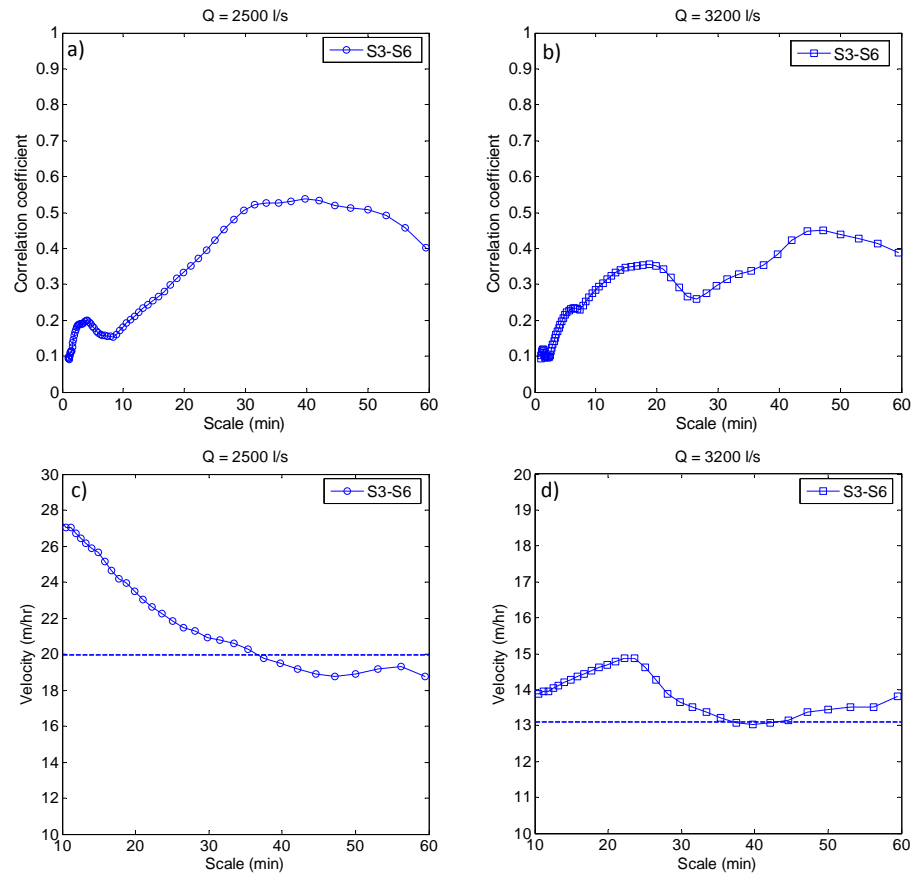 Q = 2500 l/s
a)
S3-S6
Correlation coefficient
1
0.9
0.8
0.7
0.6
0.5
0.4
0.3
0.2
0.1
0
0 10 20 30 40 50 60
Scale (min)
Q = 3200 l/s
b)
S3-S6
Correlation coefficient
1
0.9
0.8
0.7
0.6
0.5
0.4
0.3
0.2
0.1
0
0 10 20 30 40 50 60
Scale (min)
Q = 2500 l/s
c)
S3-S6
Velocity (m/hr)
30
28
26
24
22
20
18
16
14
12
10
10 20 30 40 50 60
Scale (min)
Q = 3200 l/s
d)
S3-S6
Velocity (m/hr)
20
19
18
17
16
15
14
13
12
11
10
10 20 30 40 50 60
Scale (min)